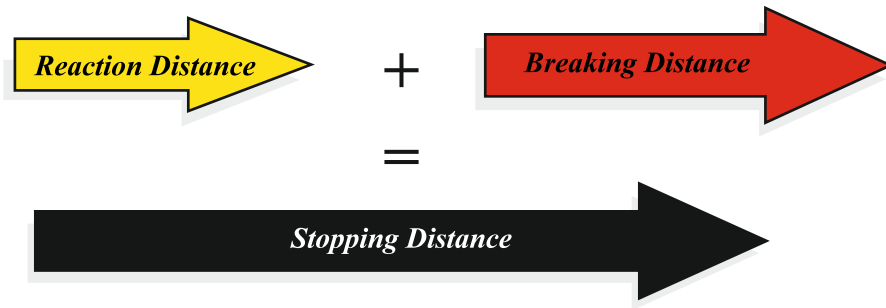 Reaction Distance
+
Breaking Distance
=
Stopping Distance